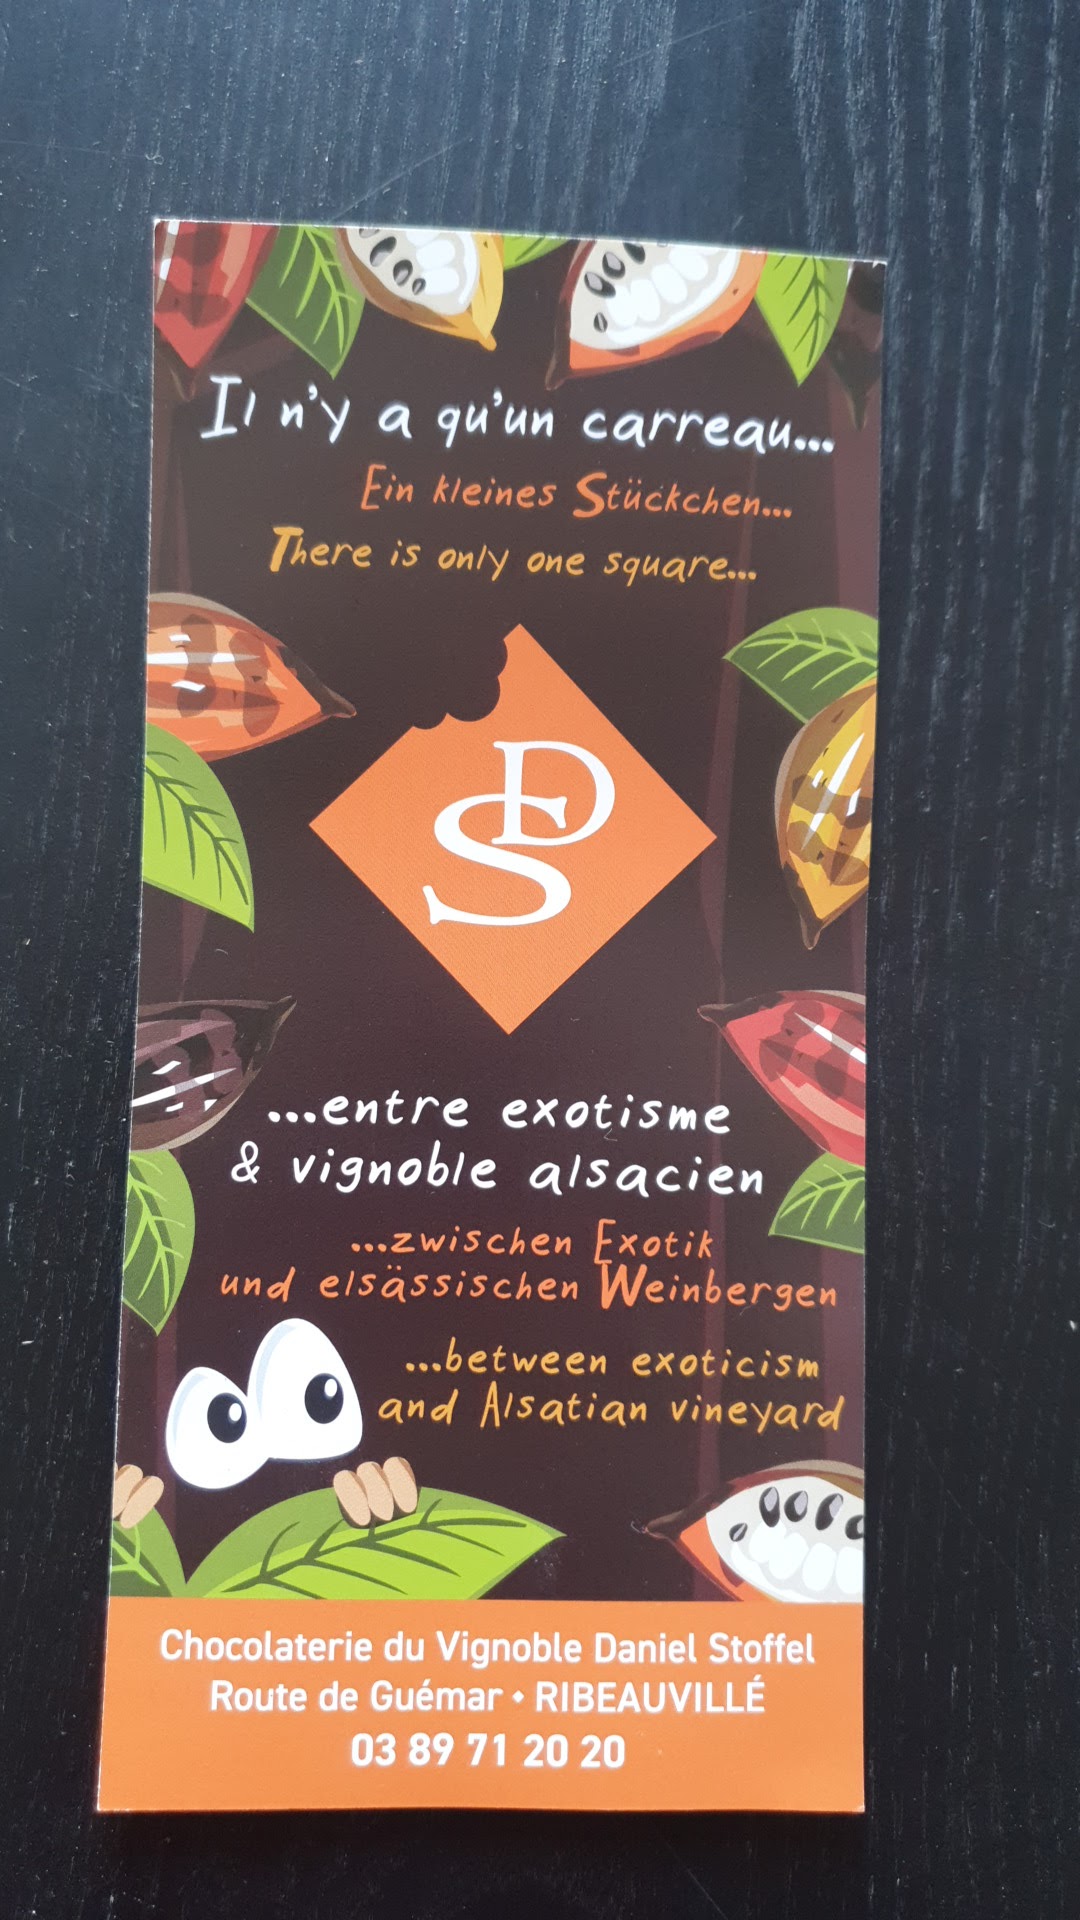 Il n'y a qu'un carreau...
Ein kleines Stückchen...
There is only one square...
DS
...entre exotisme
& vignoble alsacien
...zwischen Exotik
und elsässischen Weinbergen
...between exoticism
and Alsatian vineyard
Chocolaterie du Vignoble Daniel Stoffel
Route de Guémar • RIBEAUVILLÉ
03 89 71 20 20